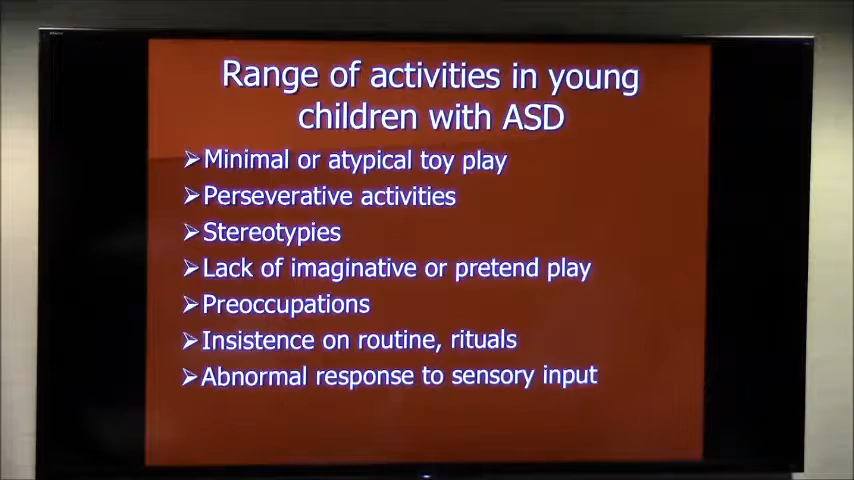 Range of activities in young
children with ASD
➢Minimal or atypical toy play
➢Perseverative activities
➢Stereotypies
➢Lack of imaginative or pretend play
➢Preoccupations
➢Insistence on routine, rituals
➢Abnormal response to sensory input